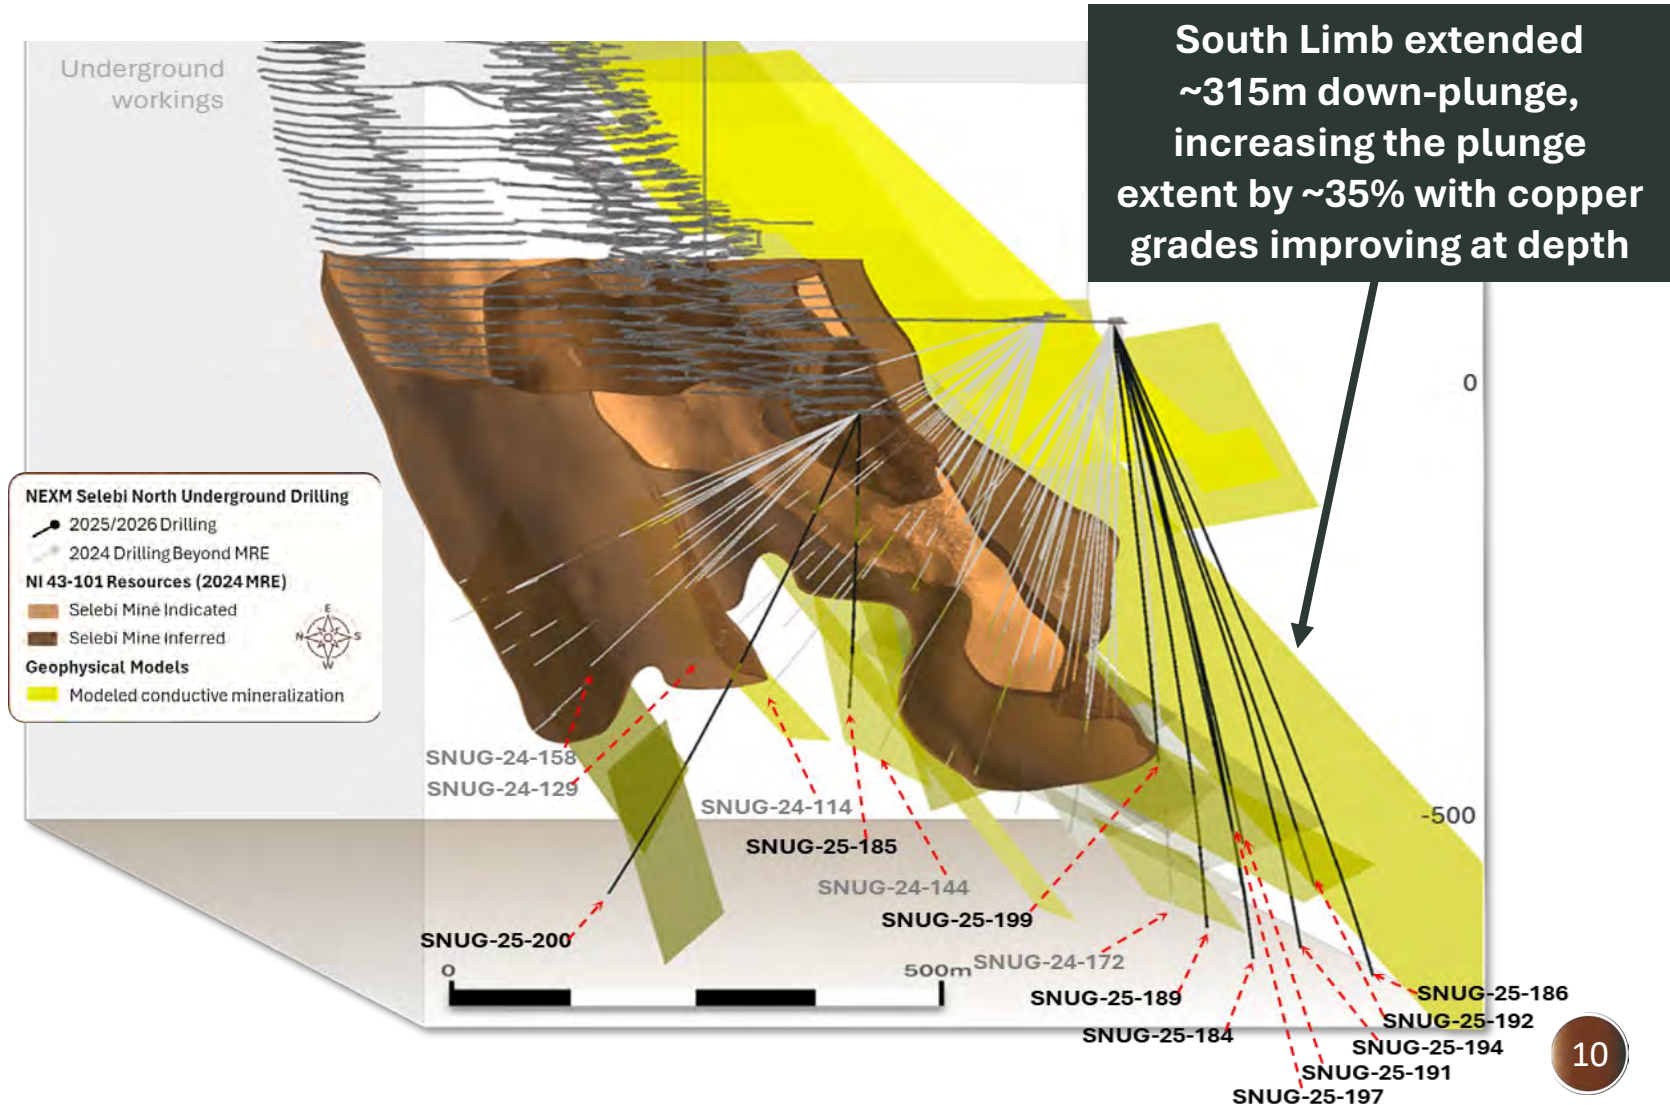 South Limb extended
~315m down-plunge,
increasing the plunge
extent by ~35% with copper
grades improving at depth
Underground
workings
0
-500
NEXM Selebi North Underground Drilling
2025/2026 Drilling
2024 Drilling Beyond MRE
NI 43-101 Resources (2024 MRE)
Selebi Mine Indicated
Selebi Mine Inferred
Geophysical Models
Modeled conductive mineralization
E
N
S
W
SNUG-24-158
SNUG-24-129
SNUG-24-114
SNUG-25-185
SNUG-24-144
SNUG-25-199
SNUG-25-200
SNUG-24-172
0
500m
SNUG-25-189
SNUG-25-186
SNUG-25-192
SNUG-25-184
SNUG-25-194
SNUG-25-191
SNUG-25-197
10